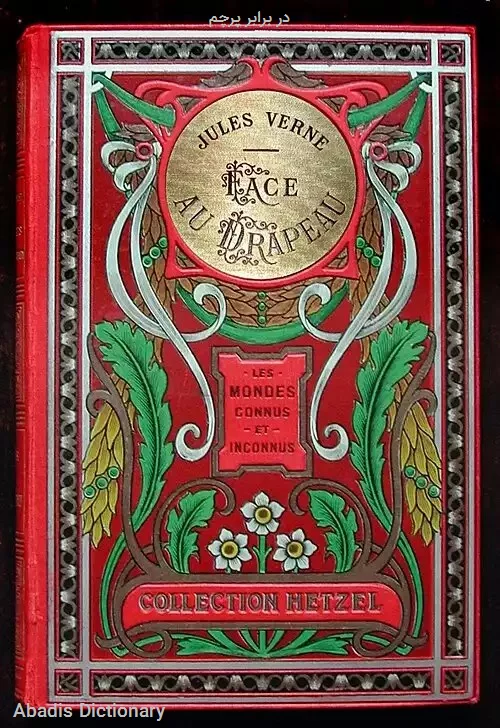 در برابر پرچم
JULES VERNE
FACE
AU DRAPEAU
- LES -
MONDES
CONNUS
- ET -
INCONNUS
COLLECTION HETZEL
Abadis Dictionary